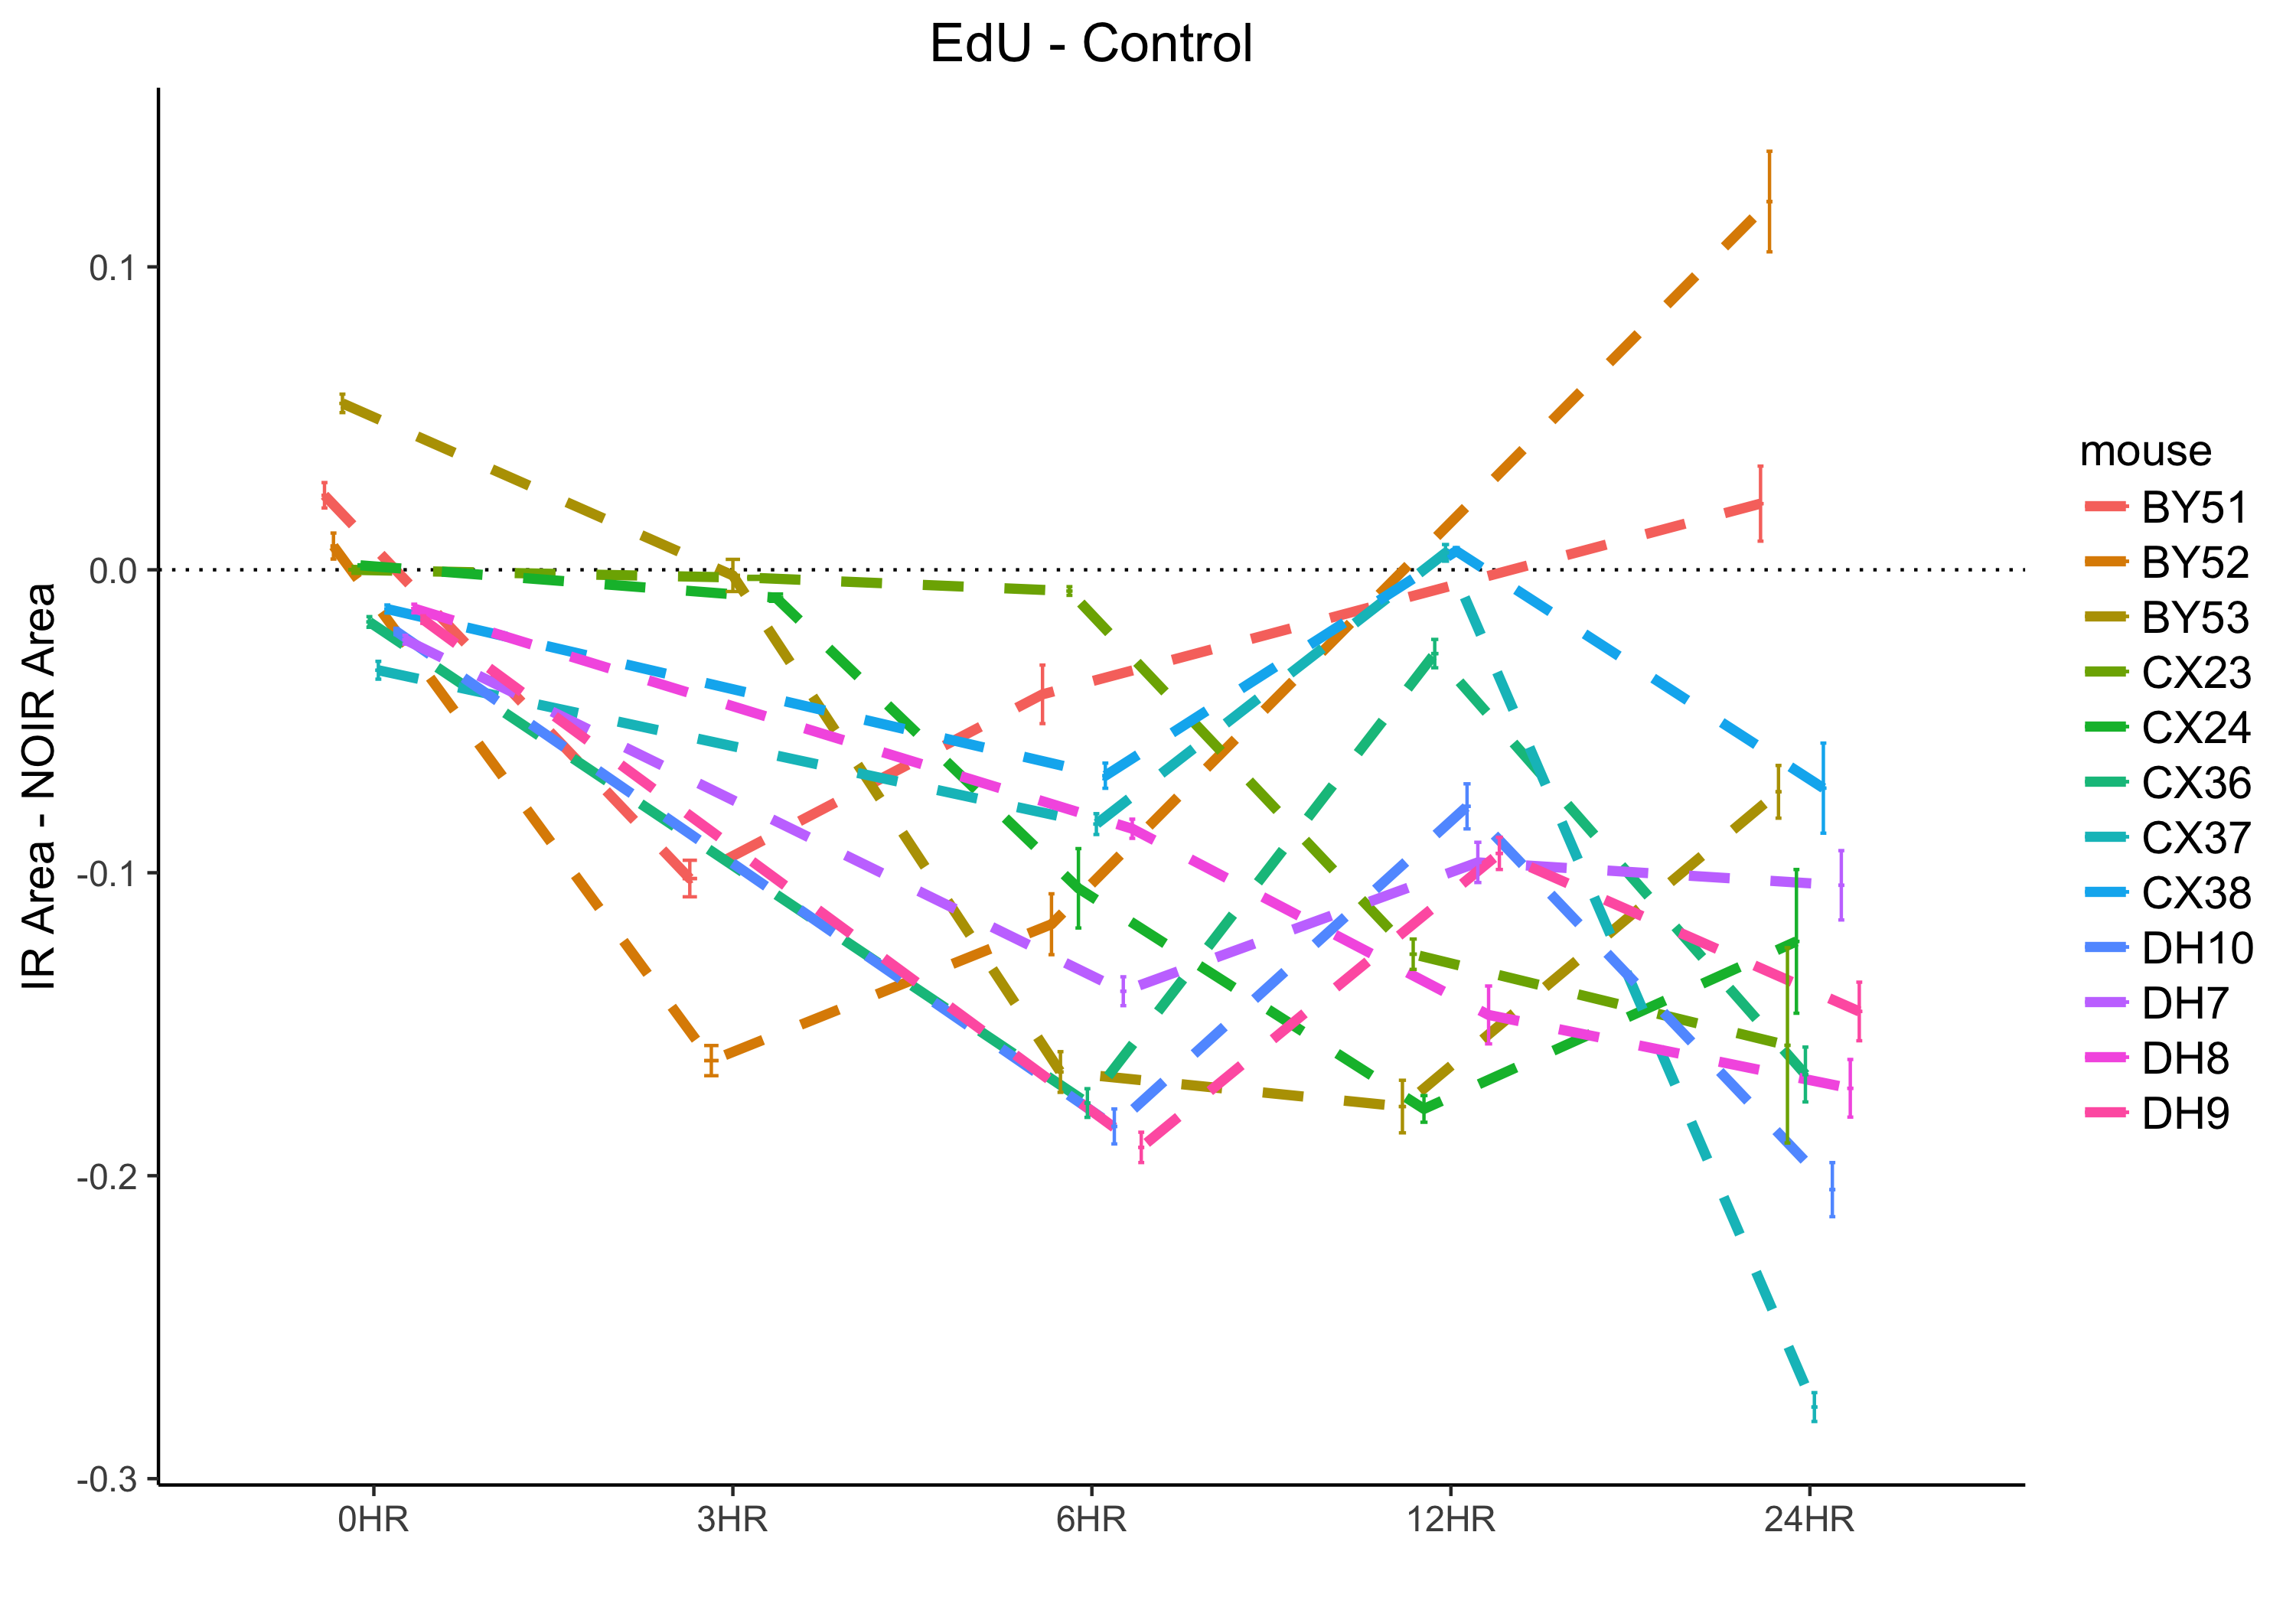 EdU - Control
IR Area - NOIR Area
0.1
0.0
-0.1
-0.2
-0.3
0HR
3HR
6HR
12HR
24HR
mouse
BY51
BY52
BY53
CX23
CX24
CX36
CX37
CX38
DH10
DH7
DH8
DH9